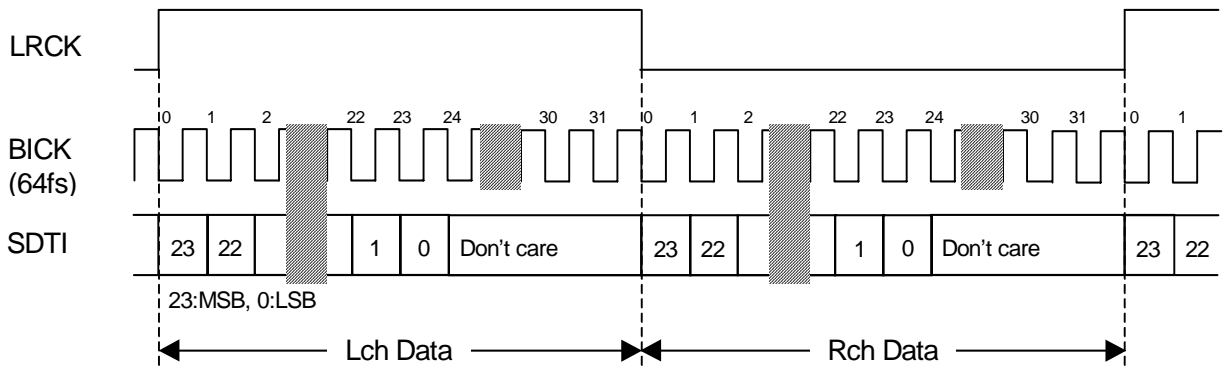 LRCK
0 1 2 22 23 24 30 31 0 1 2 22 23 24 30 31 0 1
BICK
(64fs)
SDTI 23 22 1 0 Don't care 23 22 1 0 Don't care 23 22
23:MSB, 0:LSB
Lch Data Rch Data